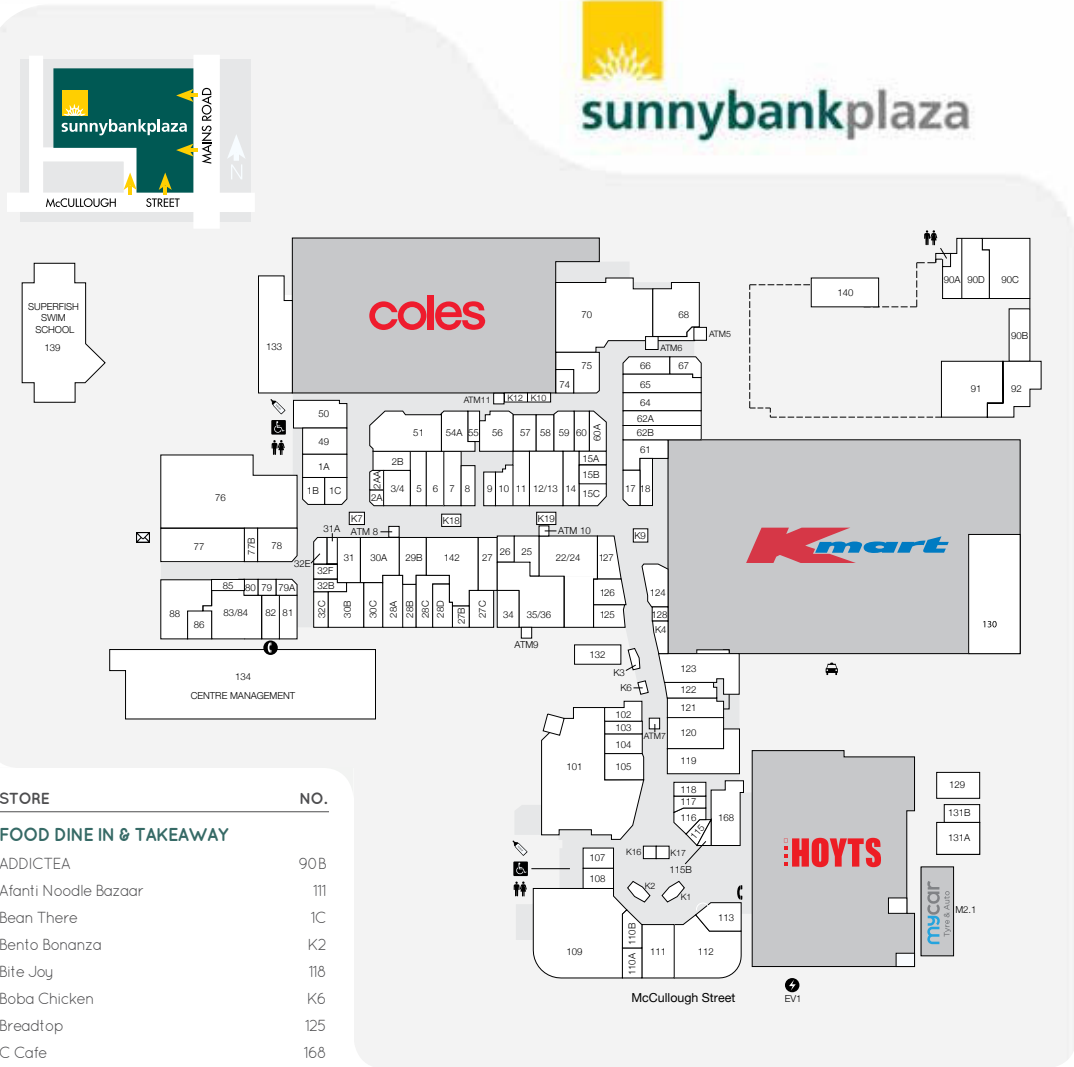 sunnybankplaza
sunnybankplaza
MAINS ROAD
N
McCULLOUGH STREET
SUPERFISH
SWIM
SCHOOL
139
133
coles
70
68
ATM5
ATM6
75
74
66
67
65
64
62A
62B
61
17
18
140
90A
90D
90C
90B
91
92
ATM11
K12
K10
50
49
1A
1B
1C
51
54A
55
56
57
58
59
60
60A
2B
2AA
2A
3/4
5
6
7
8
9
10
11
12/13
14
15A
15B
15C
76
77
77B
78
K7
K18
K19
K9
ATM 8
ATM 10
31A
32E
32F
32B
32C
31
30A
30B
30C
29B
28A
28B
28C
28D
142
27
27B
27C
26
25
22/24
127
126
125
34
35/36
ATM9
124
128
K4
Kmart
130
85
80
79
79A
88
86
83/84
82
81
134
CENTRE MANAGEMENT
132
K3
K6
123
122
121
120
119
ATM7
102
103
104
105
101
118
117
116
115
168
115B
K16
K17
K2
K1
107
108
109
110B
110A
111
112
113
McCullough Street
HOYTS
129
131B
131A
mycar
Tyre & Auto
M2.1
EV1
STORE NO.
FOOD DINE IN & TAKEAWAY
ADDICTEA 90B
Afanti Noodle Bazaar 111
Bean There 1C
Bento Bonanza K2
Bite Joy 118
Boba Chicken K6
Breadtop 125
C Cafe 168